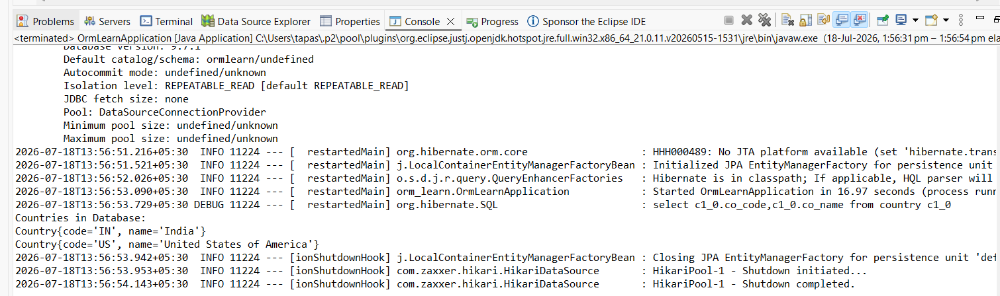 Problems Servers Terminal Data Source Explorer Properties Console Progress Sponsor the Eclipse IDE
<terminated> OrmLearnApplication [Java Application] C:\Users\tapas\.p2\pool\plugins\org.eclipse.justj.openjdk.hotspot.jre.full.win32.x86_64_21.0.11.v20260515-1531\jre\bin\javaw.exe (18-Jul-2026, 1:56:31 pm – 1:56:54 pm ela
Database version: 9.7.1
Default catalog/schema: ormlearn/undefined
Autocommit mode: undefined/unknown
Isolation level: REPEATABLE_READ [default REPEATABLE_READ]
JDBC fetch size: none
Pool: DataSourceConnectionProvider
Minimum pool size: undefined/unknown
Maximum pool size: undefined/unknown
2026-07-18T13:56:51.216+05:30  INFO 11224 --- [  restartedMain] org.hibernate.orm.core                   : HHH000489: No JTA platform available (set 'hibernate.trans
2026-07-18T13:56:51.521+05:30  INFO 11224 --- [  restartedMain] j.LocalContainerEntityManagerFactoryBean : Initialized JPA EntityManagerFactory for persistence unit
2026-07-18T13:56:52.026+05:30  INFO 11224 --- [  restartedMain] o.s.d.j.r.query.QueryEnhancerFactories   : Hibernate is in classpath; If applicable, HQL parser will
2026-07-18T13:56:53.090+05:30  INFO 11224 --- [  restartedMain] orm_learn.OrmLearnApplication            : Started OrmLearnApplication in 16.97 seconds (process runn
2026-07-18T13:56:53.729+05:30 DEBUG 11224 --- [  restartedMain] org.hibernate.SQL                        : select c1_0.co_code,c1_0.co_name from country c1_0
Countries in Database:
Country{code='IN', name='India'}
Country{code='US', name='United States of America'}
2026-07-18T13:56:53.942+05:30  INFO 11224 --- [ionShutdownHook] j.LocalContainerEntityManagerFactoryBean : Closing JPA EntityManagerFactory for persistence unit 'def
2026-07-18T13:56:53.953+05:30  INFO 11224 --- [ionShutdownHook] com.zaxxer.hikari.HikariDataSource       : HikariPool-1 - Shutdown initiated...
2026-07-18T13:56:54.143+05:30  INFO 11224 --- [ionShutdownHook] com.zaxxer.hikari.HikariDataSource       : HikariPool-1 - Shutdown completed.